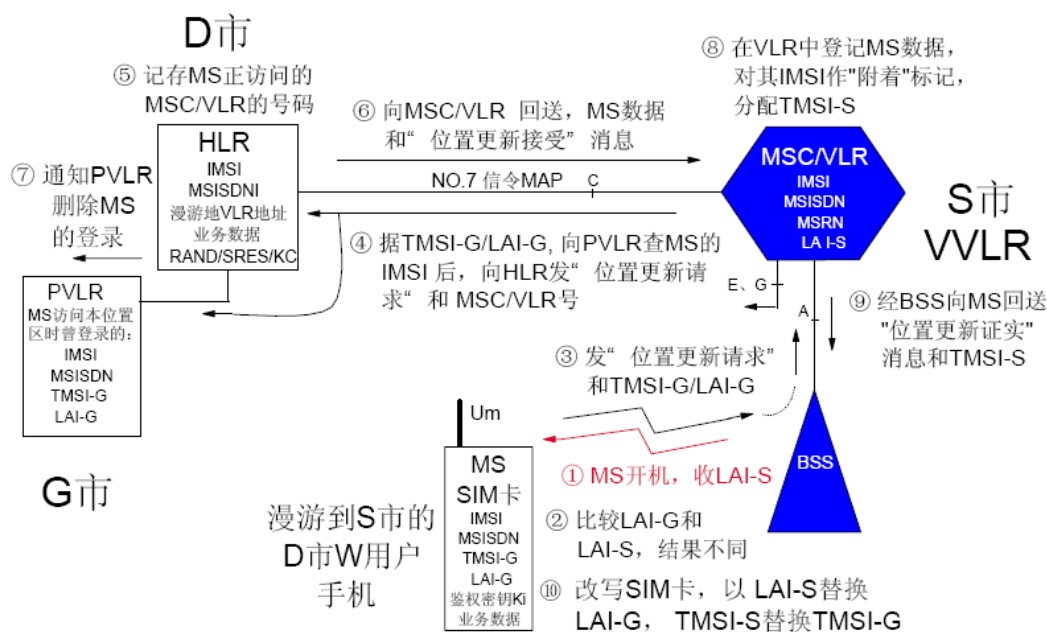 D市
⑤ 记存MS正访问的
MSC/VLR的号码
HLR
IMSI
MSISDNI
漫游地VLR地址
业务数据
RAND/SRES/KC
⑥ 向MSC/VLR 回送，MS数据
和“ 位置更新接受” 消息
NO.7 信令MAP
C
⑧ 在VLR中登记MS数据，
对其IMSI作"附着"标记，
分配TMSI-S
MSC/VLR
IMSI
MSISDN
MSRN
LA I-S
S市
VVLR
⑦ 通知PVLR
删除MS
的登录
④ 据TMSI-G/LAI-G, 向PVLR查MS的
IMSI 后，向HLR发“ 位置更新请
求“ 和 MSC/VLR号
E、G
A
PVLR
MS访问本位置
区时曾登录的：
IMSI
MSISDN
TMSI-G
LAI-G
G市
⑨ 经BSS向MS回送
"位置更新证实"
消息和TMSI-S
③ 发“ 位置更新请求”
和TMSI-G/LAI-G
Um
BSS
① MS开机，收LAI-S
MS
SIM卡
IMSI
MSISDN
TMSI-G
LAI-G
鉴权密钥Ki
业务数据
漫游到S市的
D市W用户
手机
② 比较LAI-G和
LAI-S，结果不同
⑩ 改写SIM卡，以 LAI-S替换
LAI-G， TMSI-S替换TMSI-G